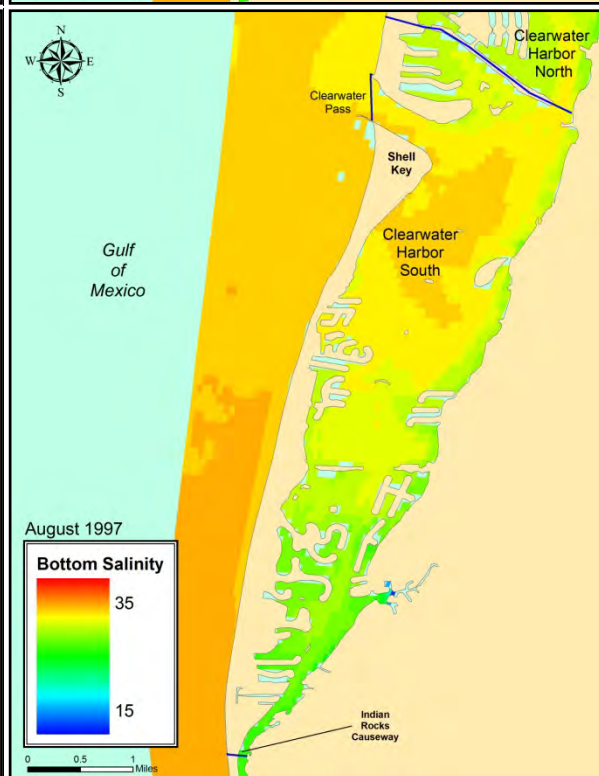 N
W
E
S
Clearwater
Harbor
North
Clearwater
Pass
Shell
Key
Clearwater
Harbor
South
Gulf
of
Mexico
August 1997
Bottom Salinity
35
15
Indian
Rocks
Causeway
0 0.5 1
Miles